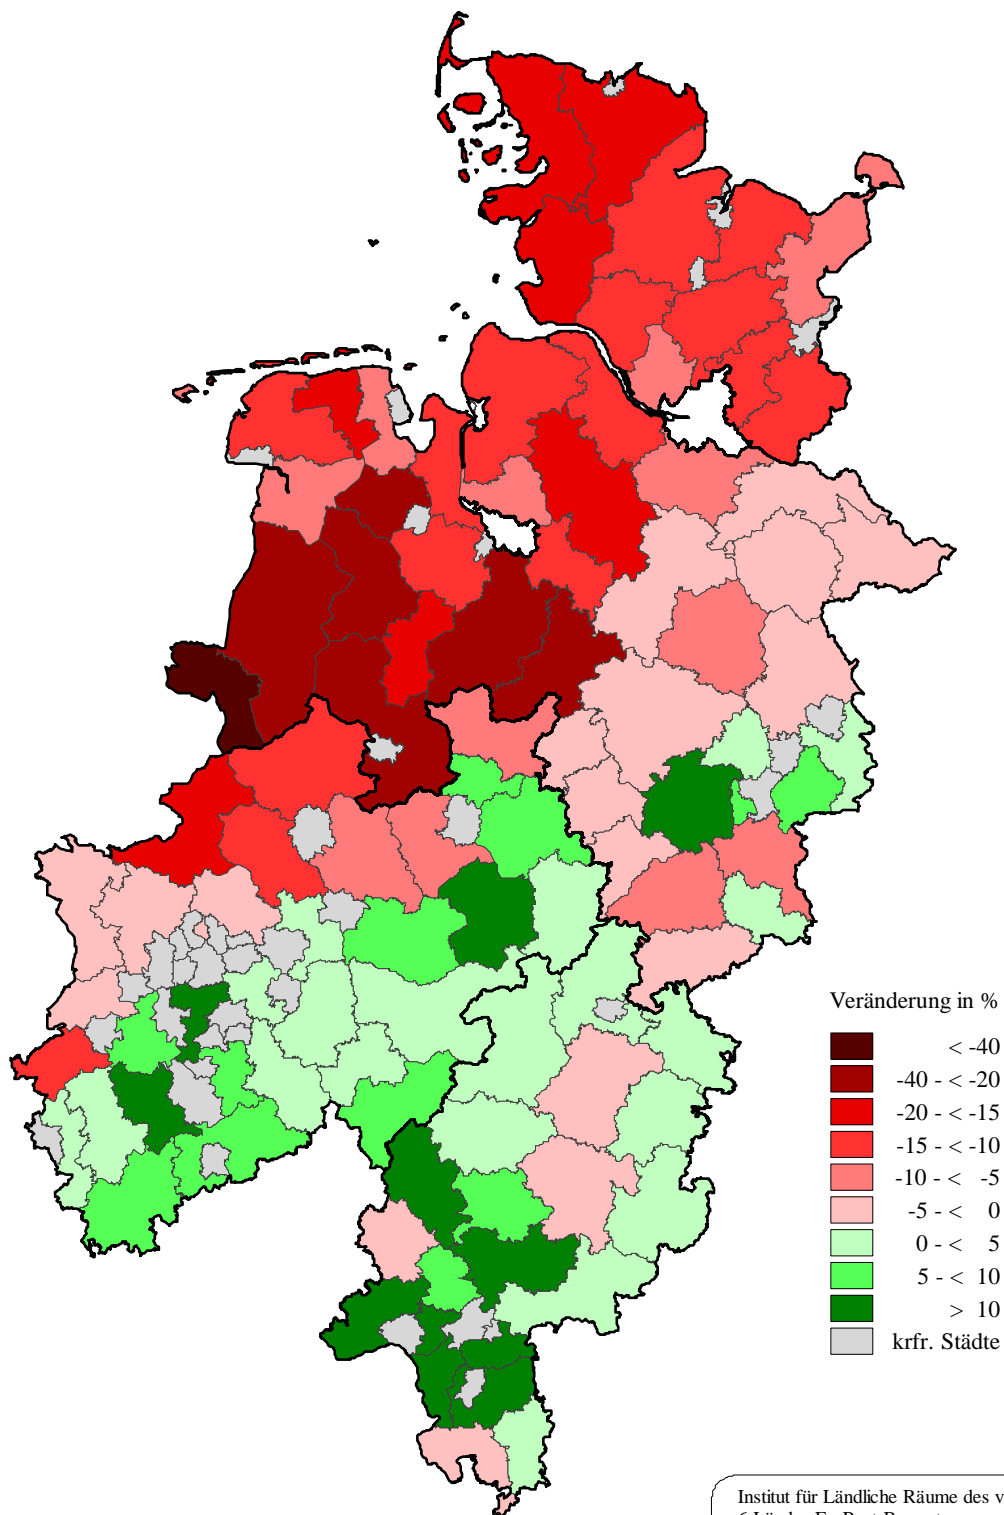 Veränderung in %
< -40
-40 - < -20
-20 - < -15
-15 - < -10
-10 - < -5
-5 - < 0
0 - < 5
5 - < 10
> 10
krfr. Städte
Institut für Ländliche Räume des v